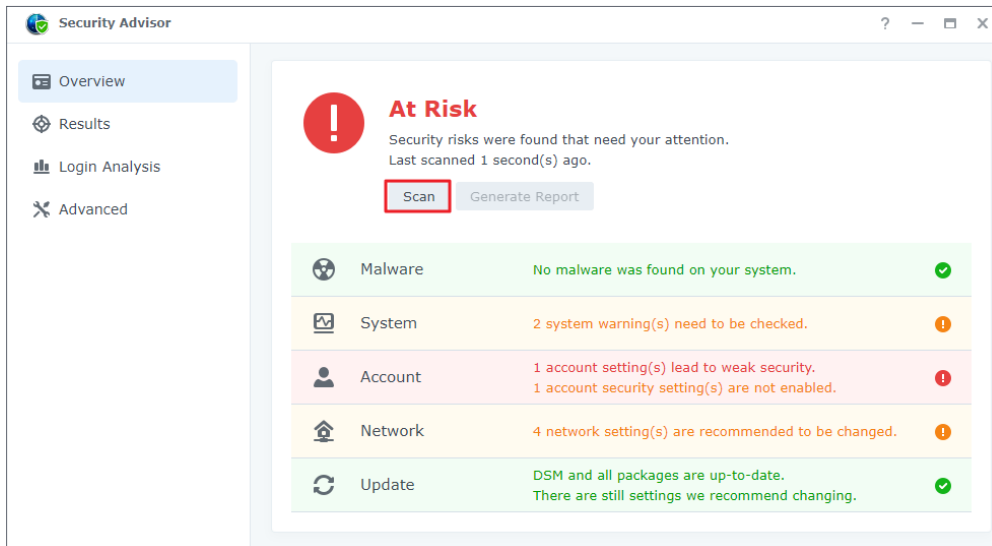 Security Advisor
Overview
Results
Login Analysis
Advanced
At Risk
Security risks were found that need your attention.
Last scanned 1 second(s) ago.
Scan Generate Report
Malware No malware was found on your system.
System 2 system warning(s) need to be checked.
Account 1 account setting(s) lead to weak security.
1 account security setting(s) are not enabled.
Network 4 network setting(s) are recommended to be changed.
Update DSM and all packages are up-to-date.
There are still settings we recommend changing.